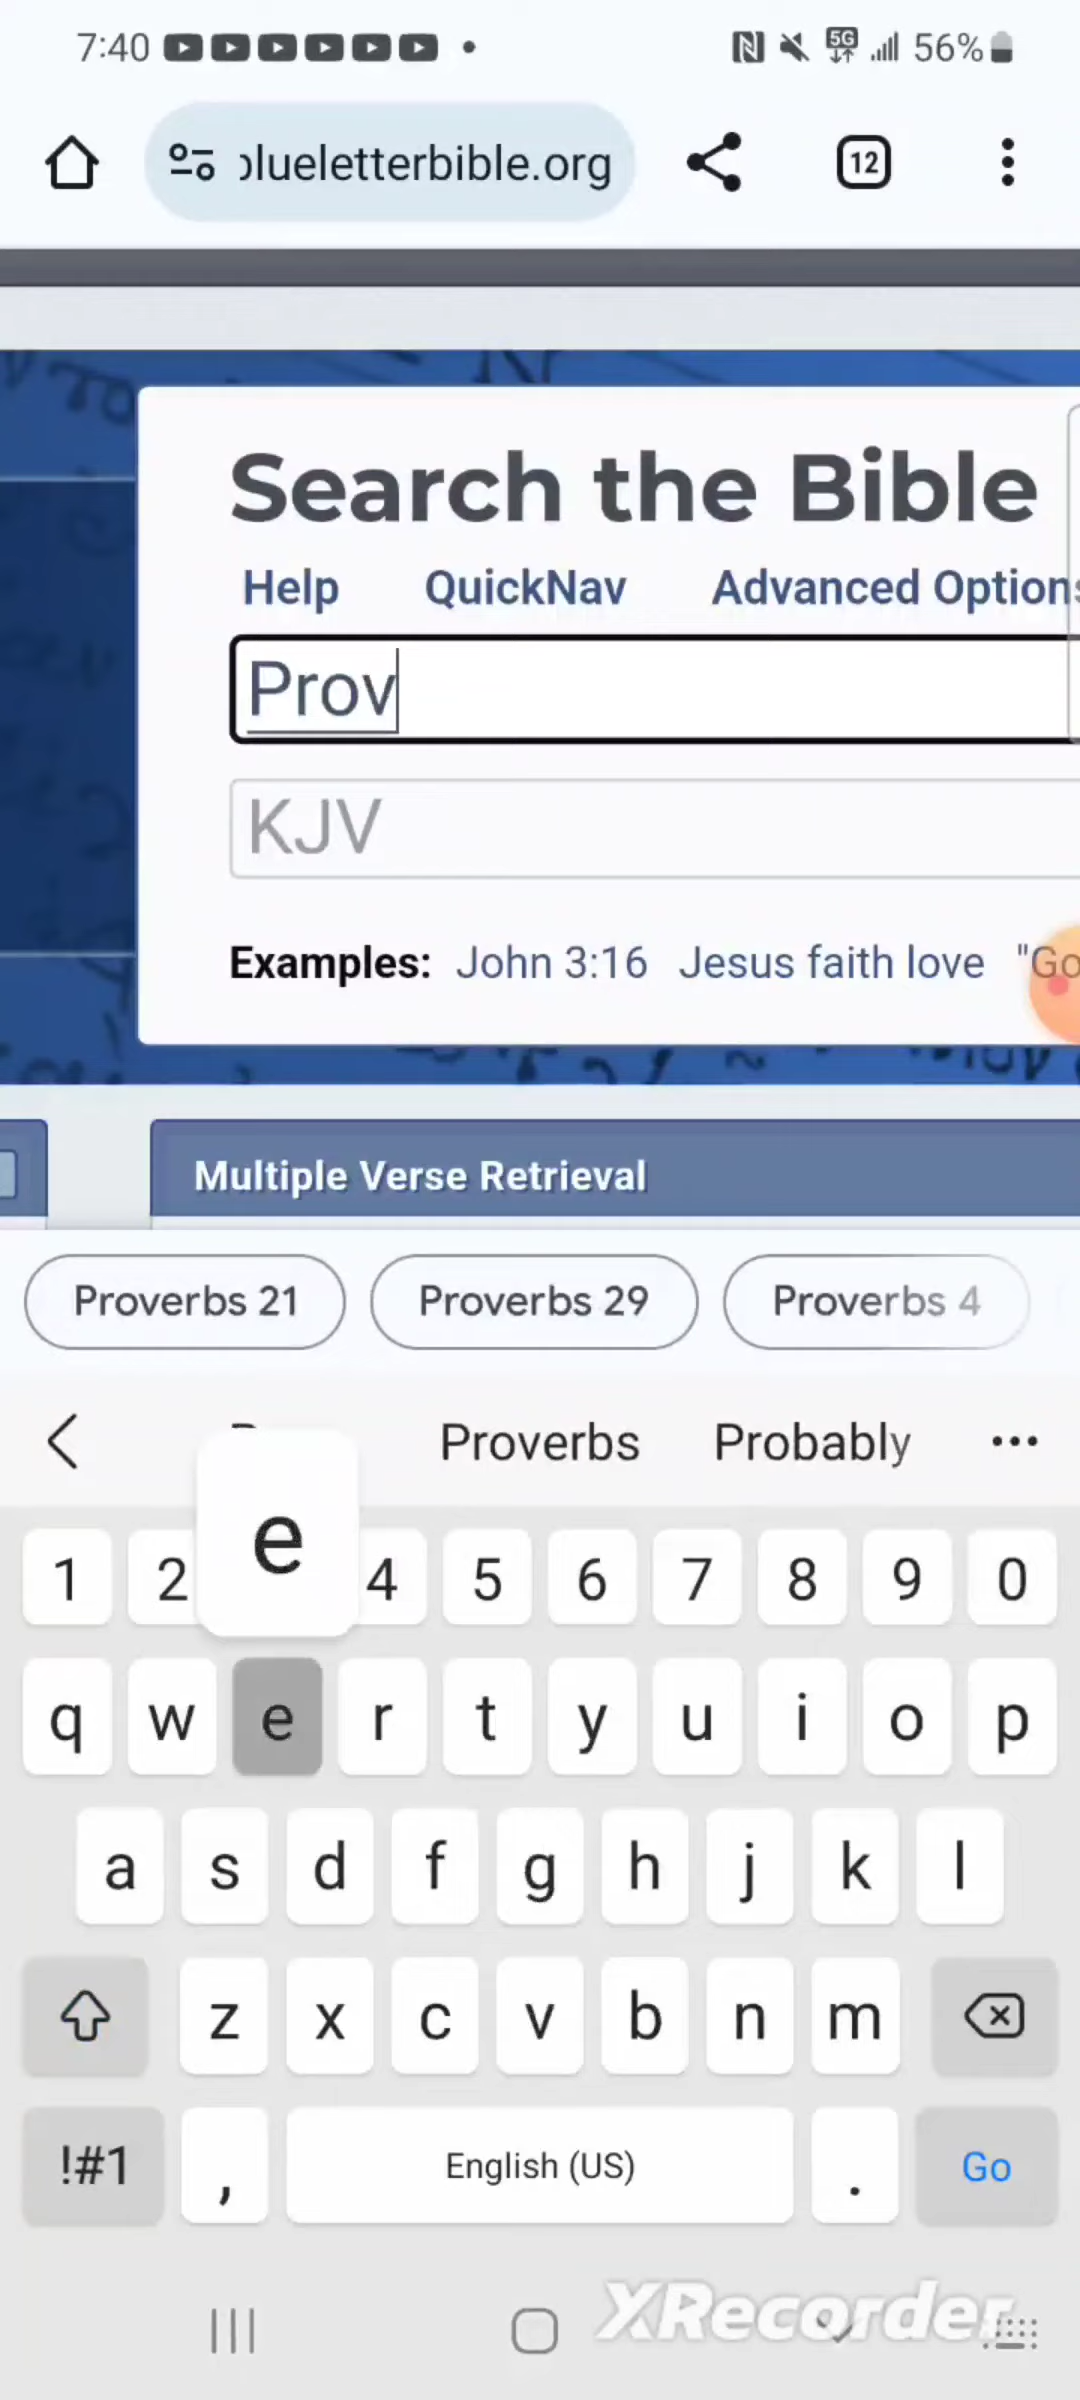 7:40 5G 56%
blueletterbible.org 12
Search the Bible
Help QuickNav Advanced Options
Prov
KJV
Examples: John 3:16 Jesus faith love "Go
Multiple Verse Retrieval
Proverbs 21 Proverbs 29 Proverbs 4
Proverbs Probably ...
e
1 2 4 5 6 7 8 9 0
q w e r t y u i o p
a s d f g h j k l
z x c v b n m
!#1 , English (US) . Go
XRecorder